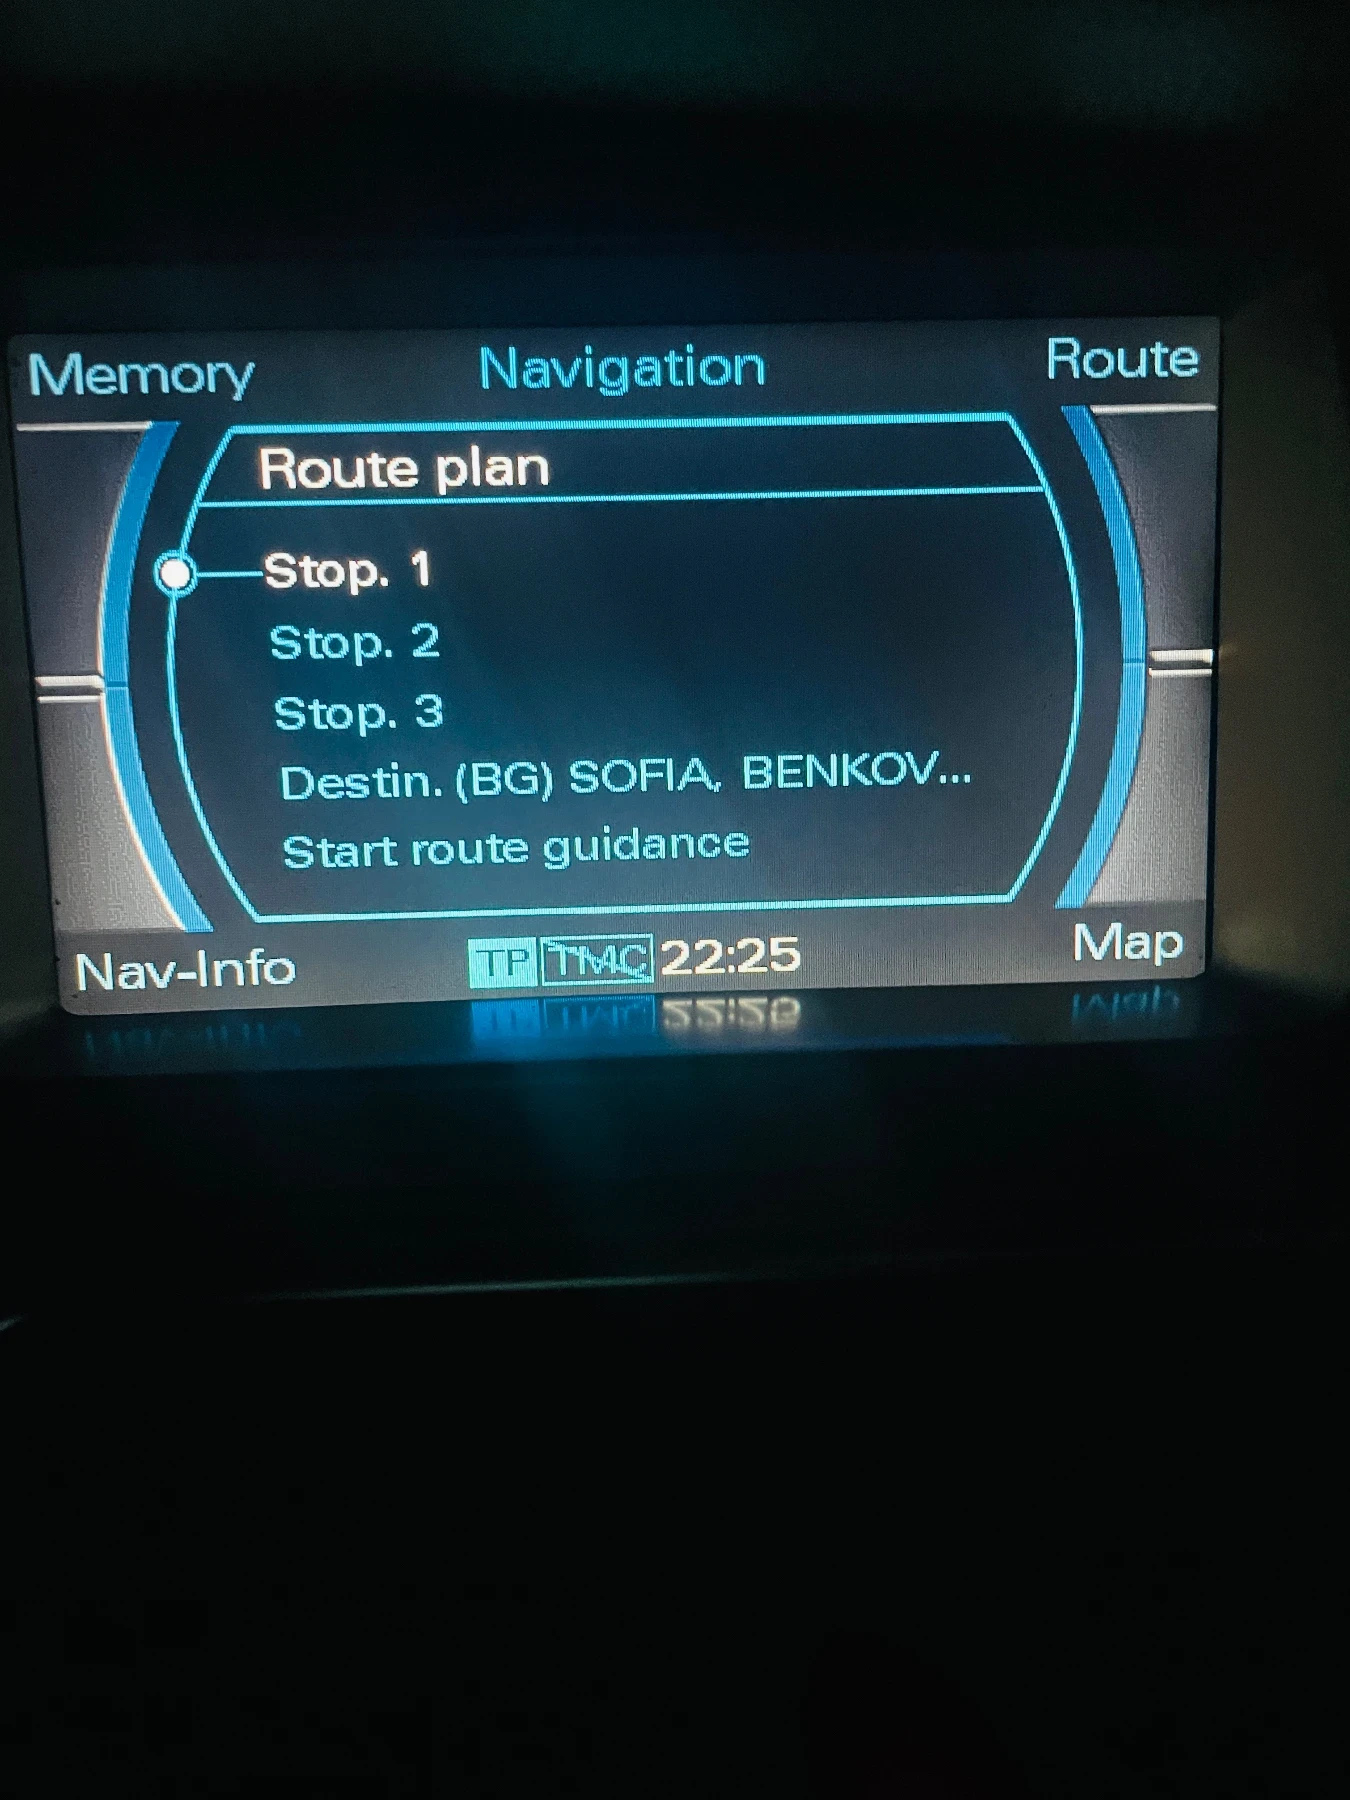 Memory Navigation Route
Route plan
Stop. 1
Stop. 2
Stop. 3
Destin. (BG) SOFIA, BENKOV...
Start route guidance
Nav-Info TP TMC 22:25 Map